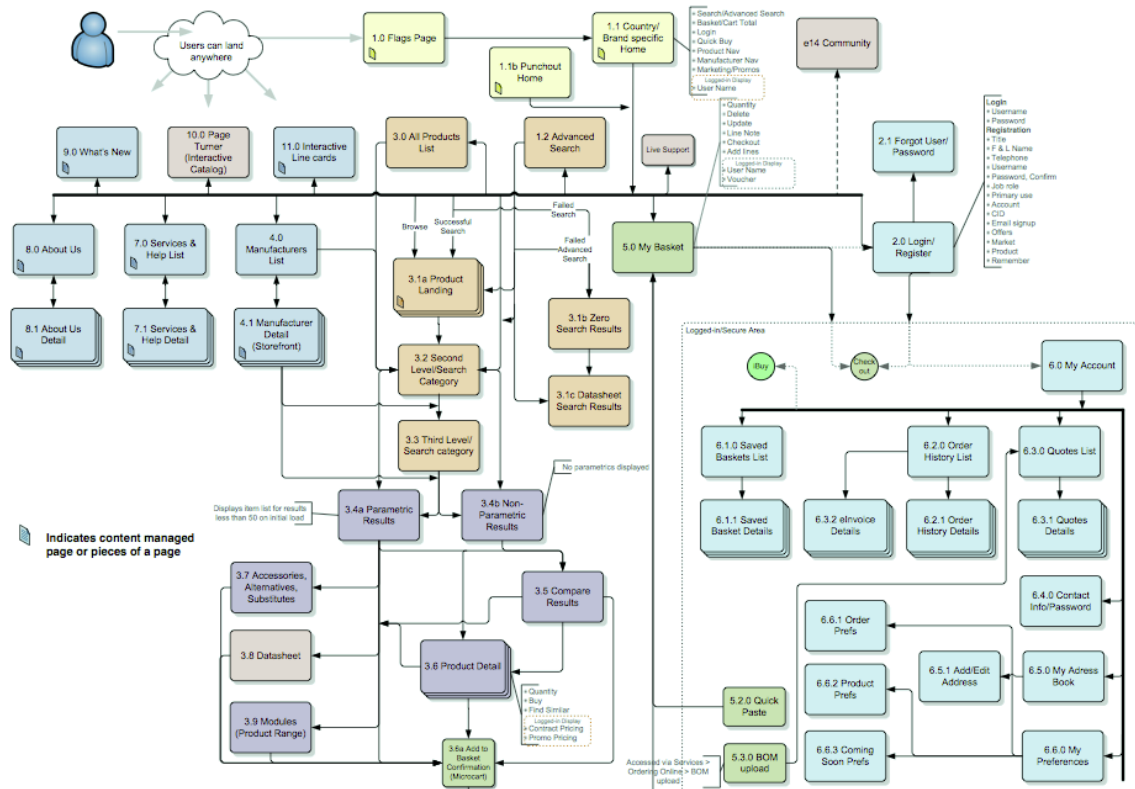 Users can land
anywhere
1.0 Flags Page
1.1 Country/
Brand specific
Home
Search/Advanced Search
Basket/Cart Total
Login
Quick Buy
Product Nav
Manufacturer Nav
Marketing/Promos
Logged-in Display
User Name
e14 Community
1.1b Punchout
Home
9.0 What's New
10.0 Page
Turner
(Interactive
Catalog)
11.0 Interactive
Line cards
3.0 All Products
List
1.2 Advanced
Search
Live Support
Quantity
Delete
Update
Line Note
Checkout
Add lines
Logged-in Display
User Name
Voucher
2.1 Forgot User/
Password
Login
Username
Password
Registration
Title
F & L Name
Telephone
Username
Password, Confirm
Job role
Primary use
Account
CID
Email signup
Offers
Market
Product
Remember
8.0 About Us
7.0 Services &
Help List
4.0
Manufacturers
List
Browse
Successful
Search
Failed
Search
Failed
Advanced
Search
5.0 My Basket
2.0 Login/
Register
3.1a Product
Landing
3.1b Zero
Search Results
8.1 About Us
Detail
7.1 Services &
Help Detail
4.1 Manufacturer
Detail
(Storefront)
Logged-in/Secure Area
3.2 Second
Level/Search
Category
3.1c Datasheet
Search Results
iBuy
Check
out
6.0 My Account
3.3 Third Level/
Search category
6.1.0 Saved
Baskets List
6.2.0 Order
History List
6.3.0 Quotes List
No parametrics displayed
Displays item list for results
less than 50 on initial load
3.4a Parametric
Results
3.4b Non-
Parametric
Results
6.1.1 Saved
Basket Details
6.3.2 eInvoice
Details
6.2.1 Order
History Details
6.3.1 Quotes
Details
Indicates content managed
page or pieces of a page
3.7 Accessories,
Alternatives,
Substitutes
3.5 Compare
Results
6.4.0 Contact
Info/Password
6.6.1 Order
Prefs
3.8 Datasheet
3.6 Product Detail
6.5.1 Add/Edit
Address
6.5.0 My Adress
Book
6.6.2 Product
Prefs
Quantity
Buy
Find Similar
Logged-in Display
Contract Pricing
Promo Pricing
5.2.0 Quick
Paste
3.9 Modules
(Product Range)
3.6a Add to
Basket
Confirmation
(Microcart)
Accessed via Services >
Ordering Online > BOM
upload
5.3.0 BOM
upload
6.6.3 Coming
Soon Prefs
6.6.0 My
Preferences